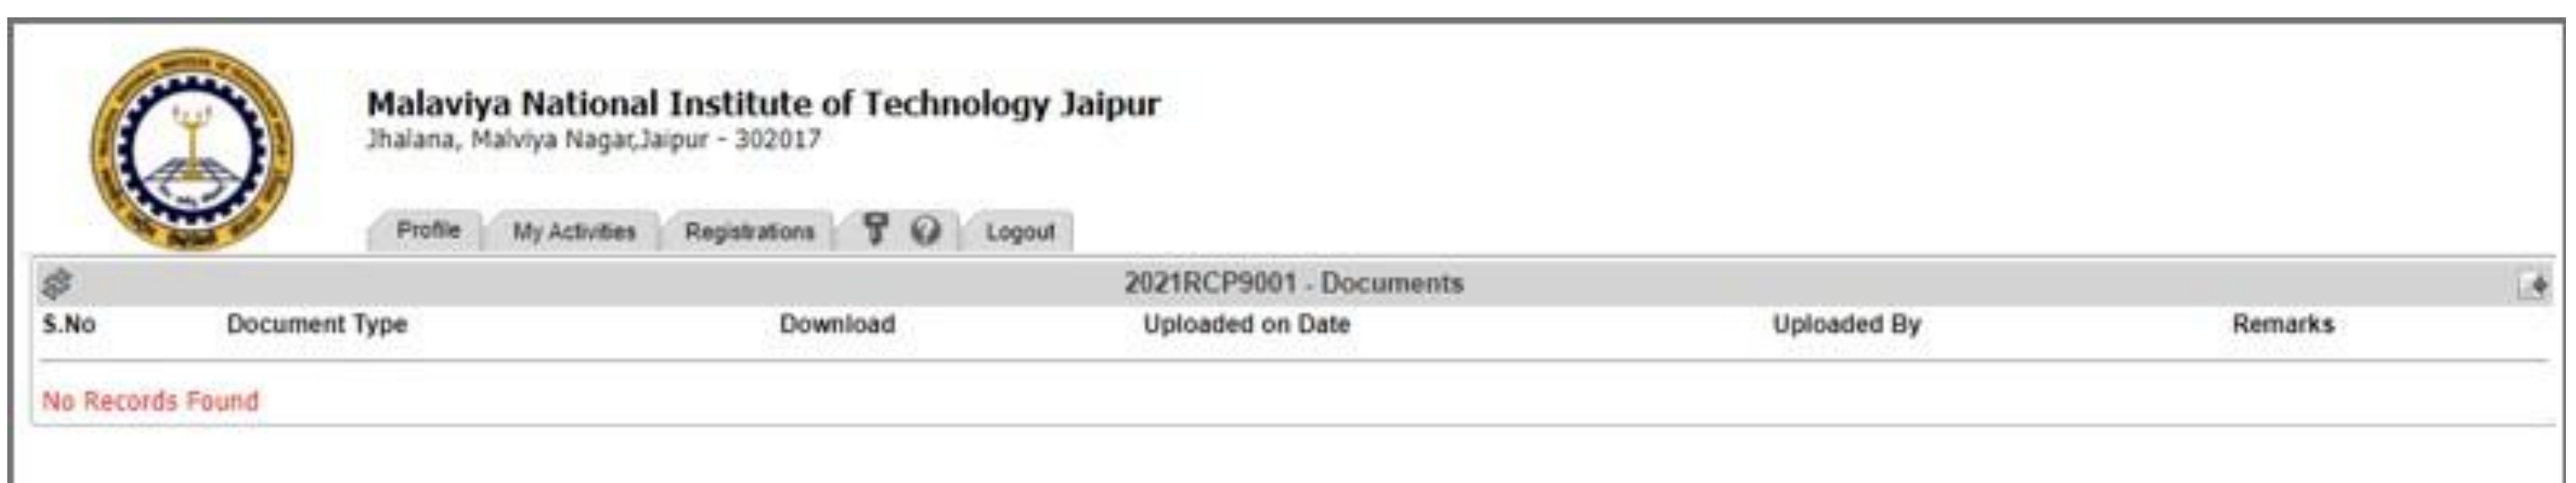 Malaviya National Institute of Technology Jaipur
Jhalana, Malviya Nagar,Jaipur - 302017
Profile My Activities Registrations Logout
2021RCP9001 - Documents
S.No Document Type Download Uploaded on Date Uploaded By Remarks
No Records Found